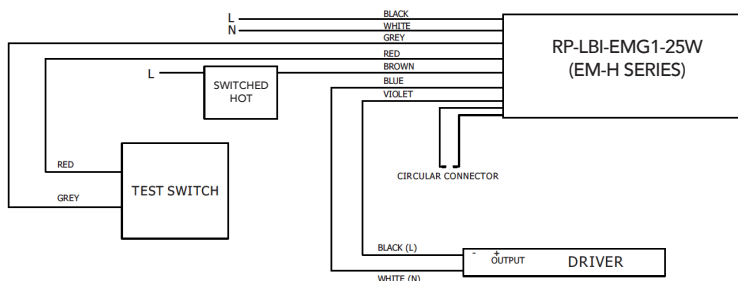 L
BLACK
N
WHITE
GREY
RED
L
BROWN
BLUE
VIOLET
SWITCHED
HOT
RP-LBI-EMG1-25W
(EM-H SERIES)
CIRCULAR CONNECTOR
RED
GREY
TEST SWITCH
BLACK (L)
WHITE (N)
- +
OUTPUT
DRIVER